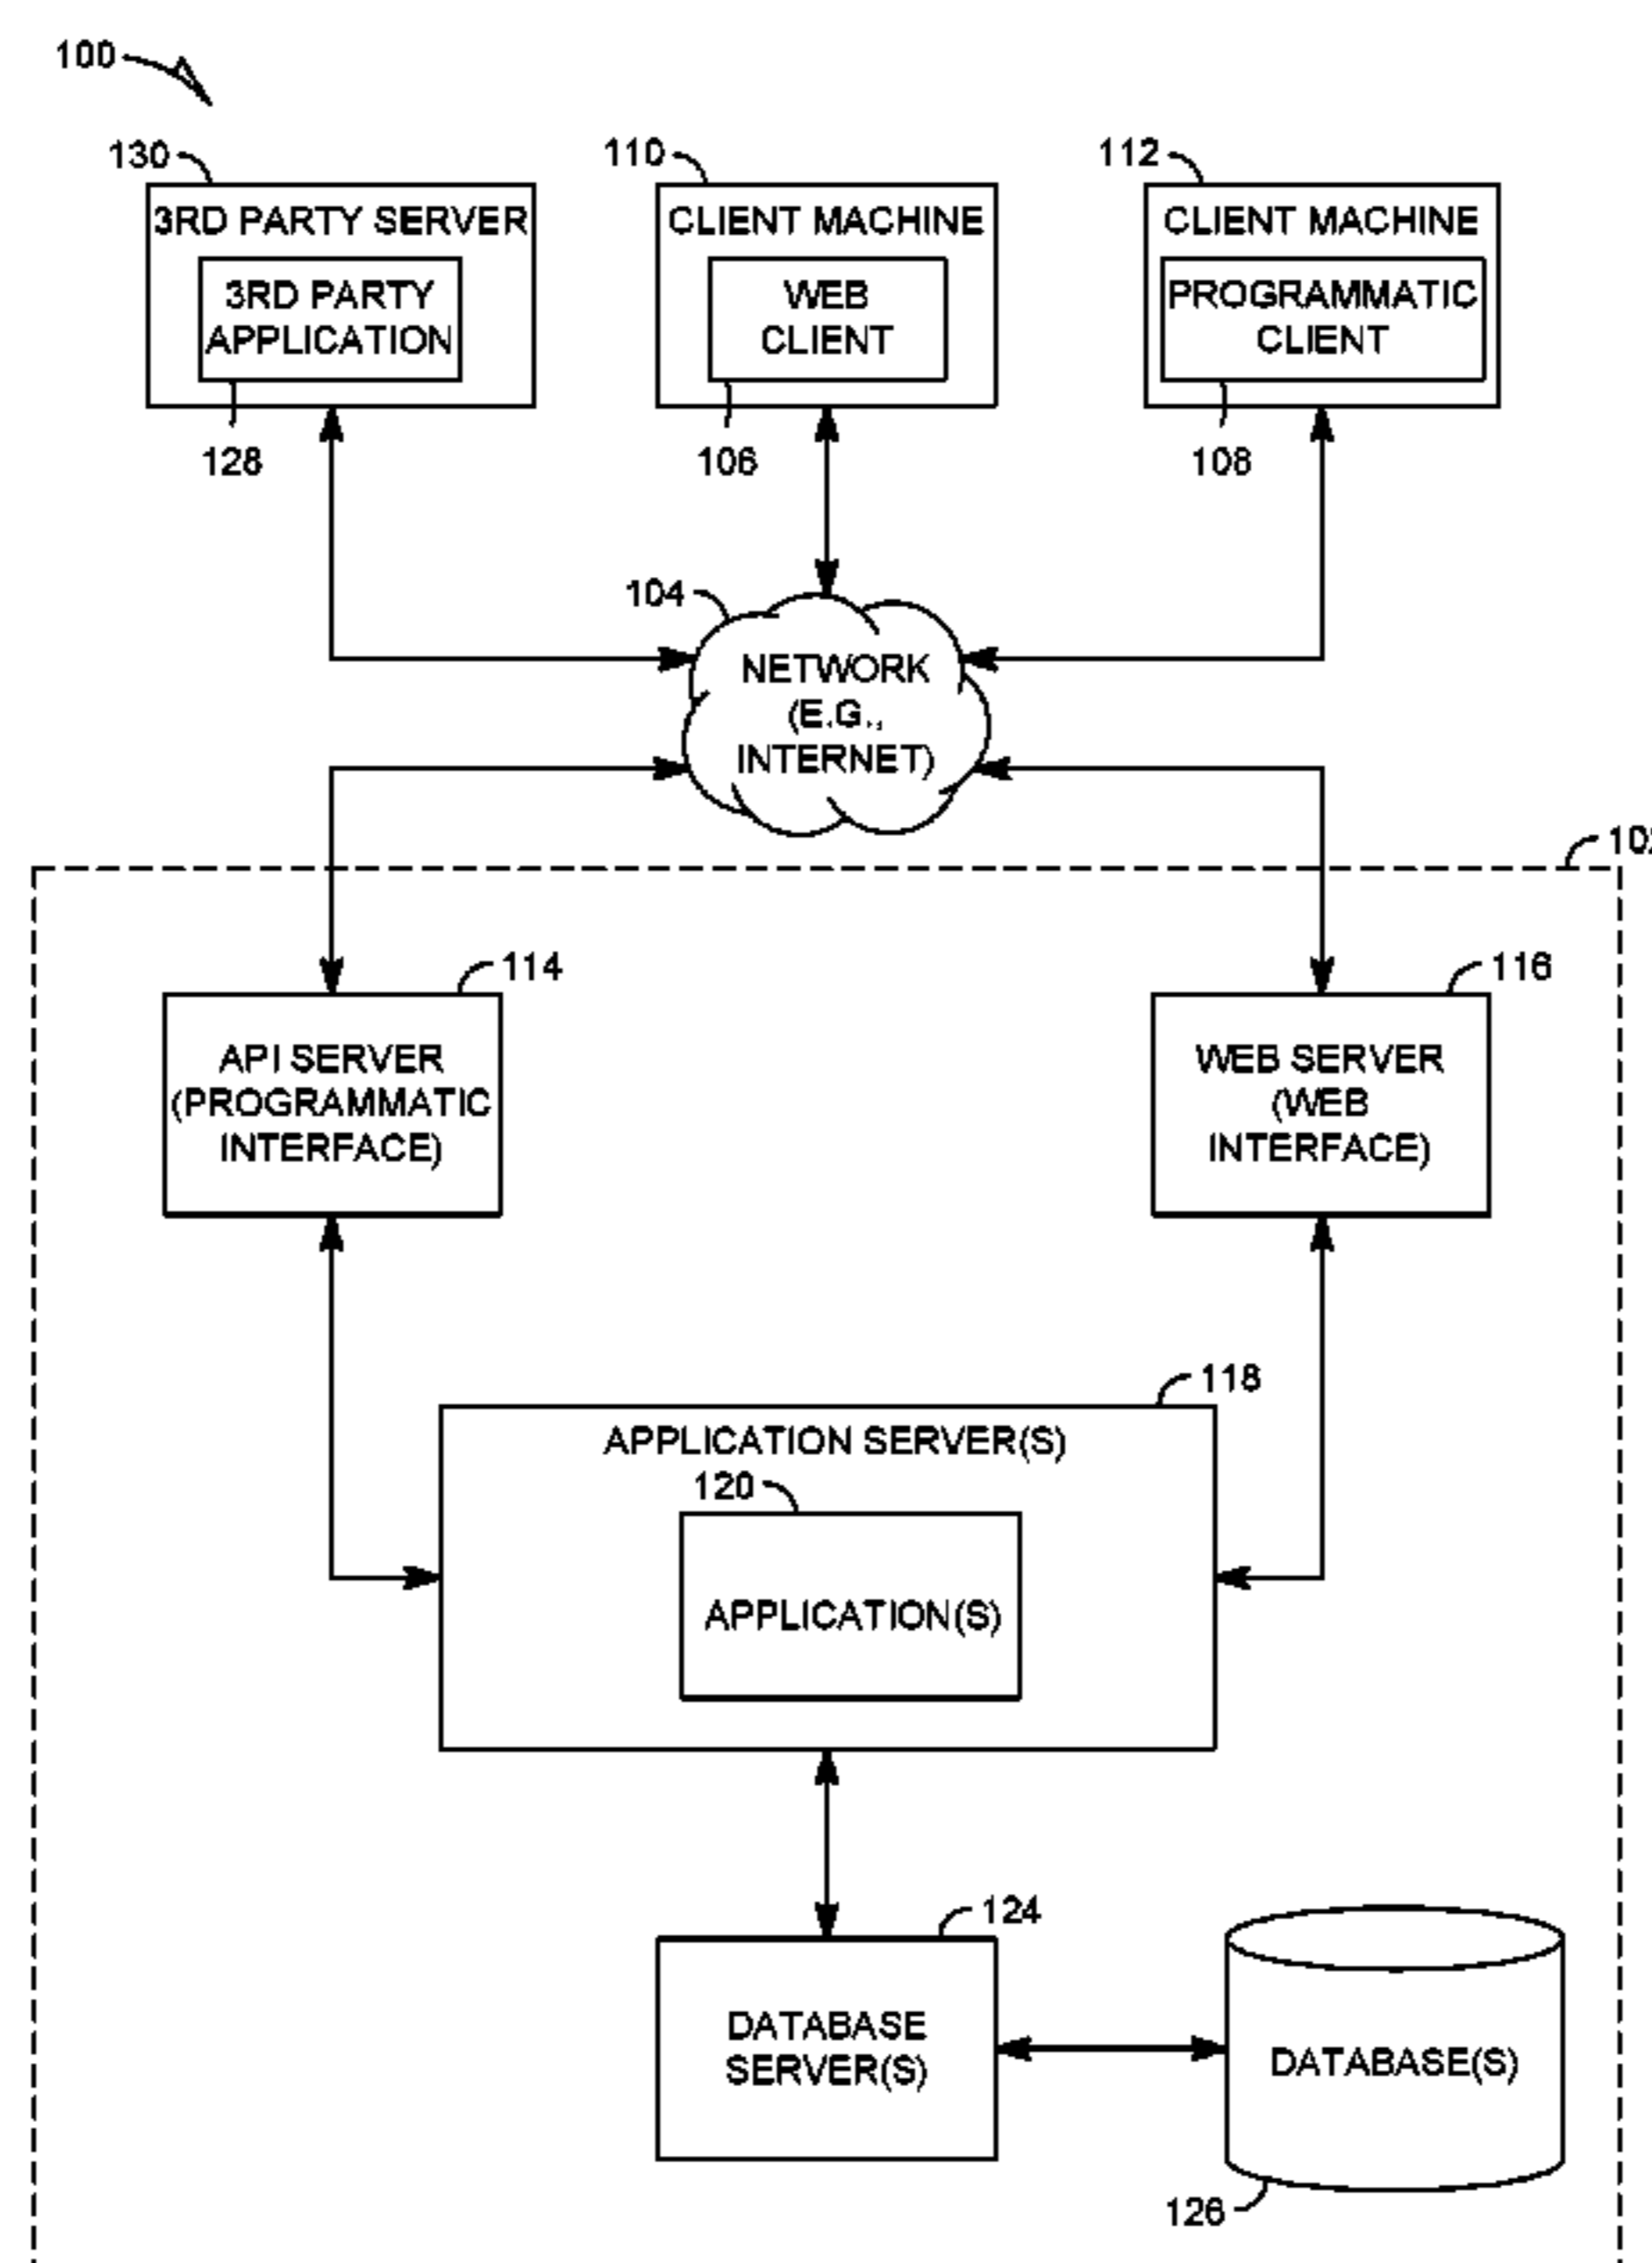 100
130
110
112
3RD PARTY SERVER
CLIENT MACHINE
CLIENT MACHINE
3RD PARTY
APPLICATION
WEB
CLIENT
PROGRAMMATIC
CLIENT
128
106
108
104
NETWORK
(E.G.,
INTERNET)
114
116
API SERVER
(PROGRAMMATIC
INTERFACE)
WEB SERVER
(WEB
INTERFACE)
118
APPLICATION SERVER(S)
120
APPLICATION(S)
124
DATABASE
SERVER(S)
DATABASE(S)
126